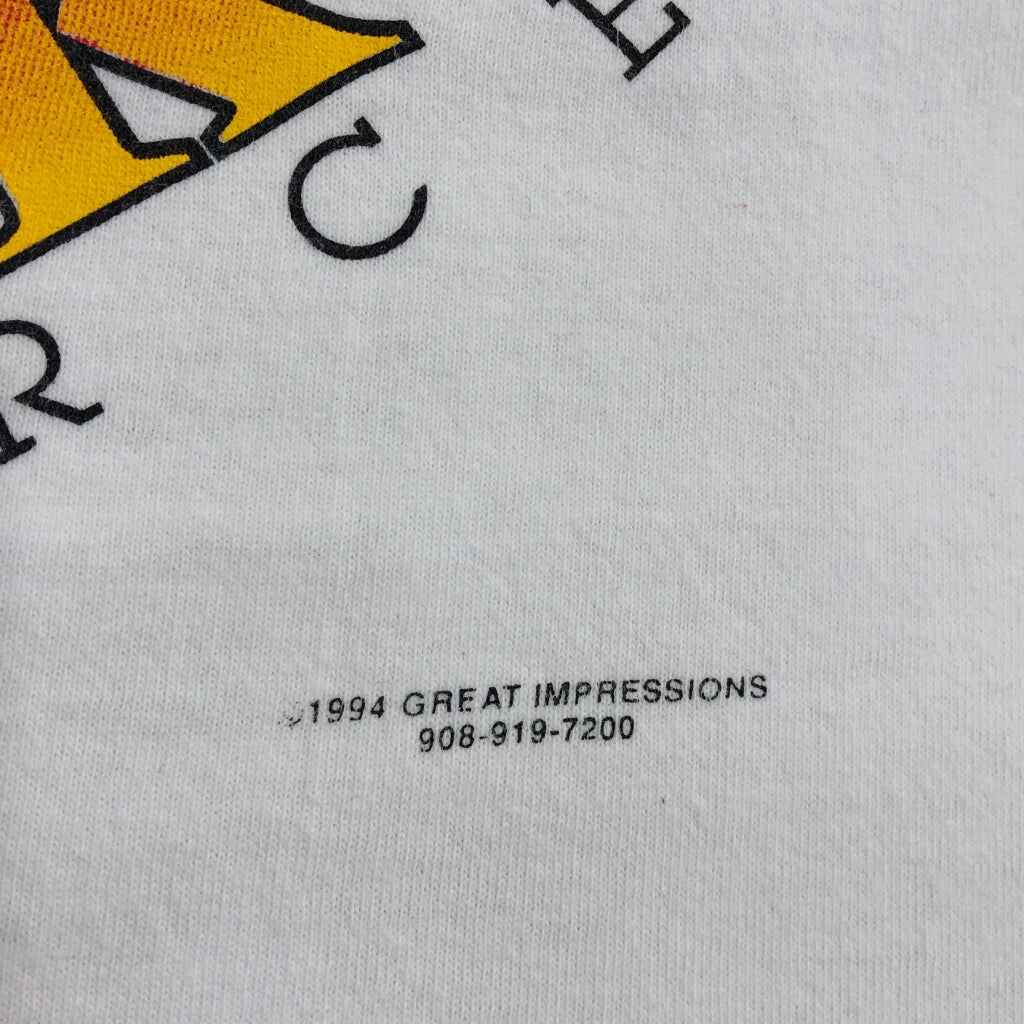 R C E
©1994 GREAT IMPRESSIONS
908-919-7200